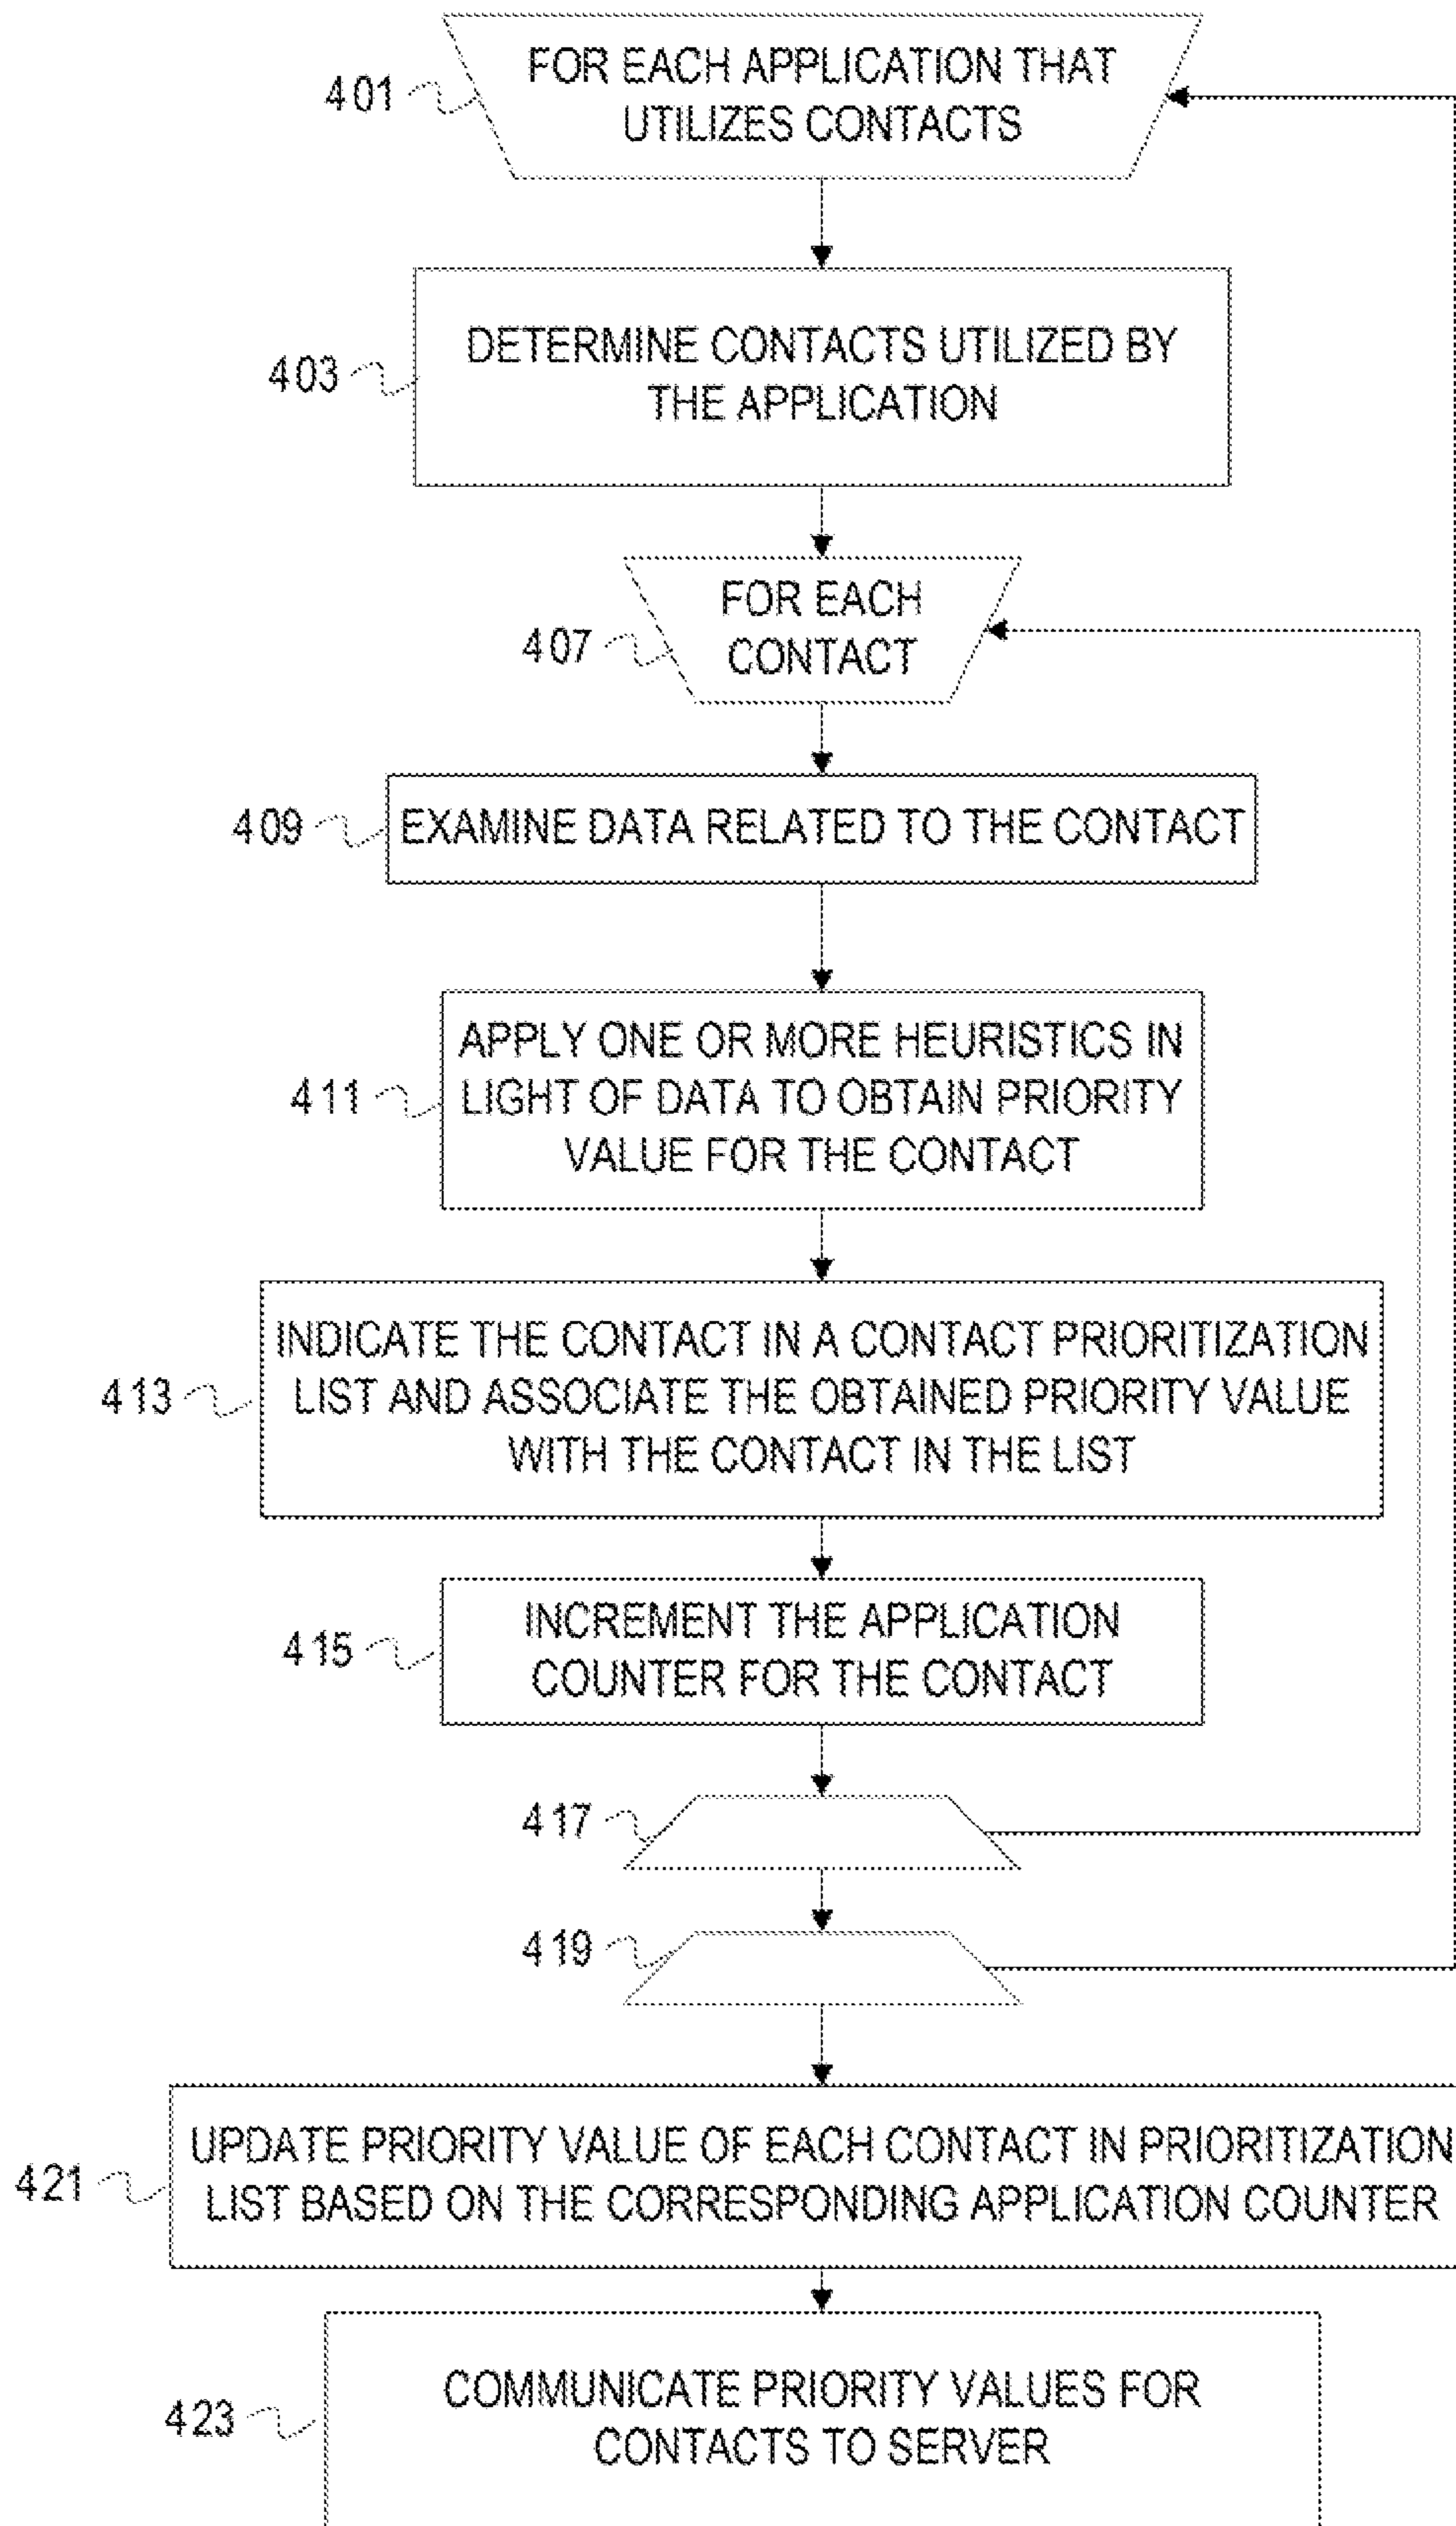 FOR EACH APPLICATION THAT
UTILIZES CONTACTS
401
DETERMINE CONTACTS UTILIZED BY
THE APPLICATION
403
FOR EACH
CONTACT
407
EXAMINE DATA RELATED TO THE CONTACT
409
APPLY ONE OR MORE HEURISTICS IN
LIGHT OF DATA TO OBTAIN PRIORITY
VALUE FOR THE CONTACT
411
INDICATE THE CONTACT IN A CONTACT PRIORITIZATION
LIST AND ASSOCIATE THE OBTAINED PRIORITY VALUE
WITH THE CONTACT IN THE LIST
413
INCREMENT THE APPLICATION
COUNTER FOR THE CONTACT
415
417
419
UPDATE PRIORITY VALUE OF EACH CONTACT IN PRIORITIZATION
LIST BASED ON THE CORRESPONDING APPLICATION COUNTER
421
COMMUNICATE PRIORITY VALUES FOR
CONTACTS TO SERVER
423